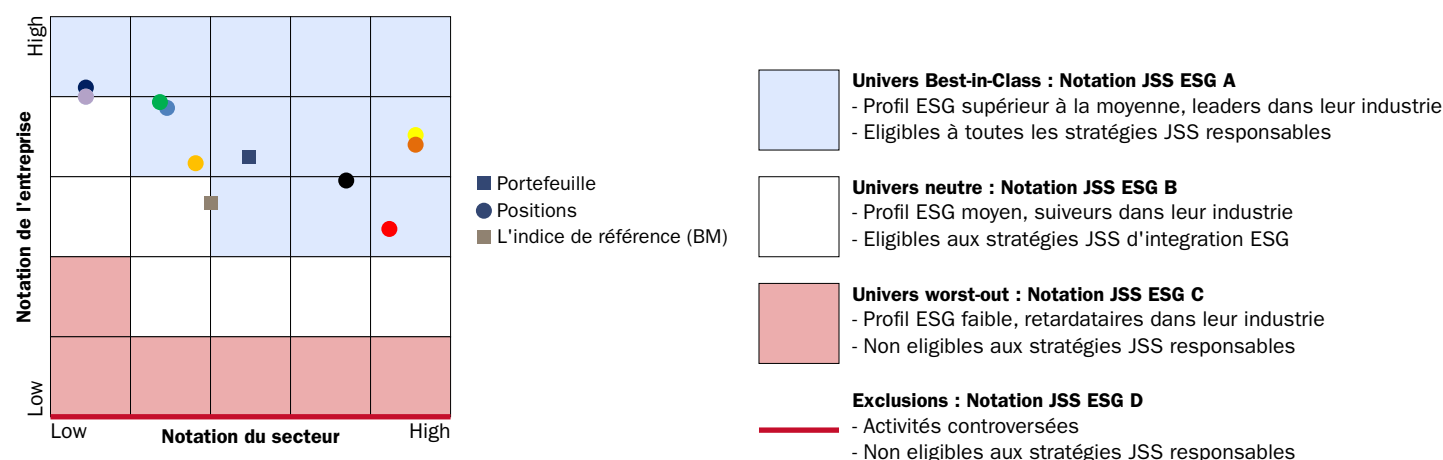 High
Notation de l'entreprise
Low
Low
Notation du secteur
High
Portefeuille
Positions
L'indice de référence (BM)
Univers Best-in-Class : Notation JSS ESG A
- Profil ESG supérieur à la moyenne, leaders dans leur industrie
- Eligibles à toutes les stratégies JSS responsables
Univers neutre : Notation JSS ESG B
- Profil ESG moyen, suiveurs dans leur industrie
- Eligibles aux stratégies JSS d'integration ESG
Univers worst-out : Notation JSS ESG C
- Profil ESG faible, retardataires dans leur industrie
- Non eligibles aux stratégies JSS responsables
Exclusions : Notation JSS ESG D
- Activités controversées
- Non eligibles aux stratégies JSS responsables